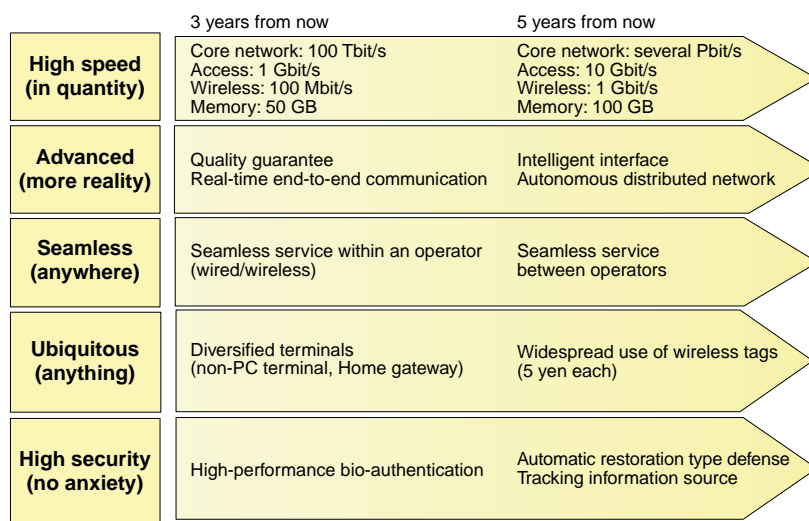 3 years from now
5 years from now
High speed
(in quantity)
Core network: 100 Tbit/s
Access: 1 Gbit/s
Wireless: 100 Mbit/s
Memory: 50 GB
Core network: several Pbit/s
Access: 10 Gbit/s
Wireless: 1 Gbit/s
Memory: 100 GB
Advanced
(more reality)
Quality guarantee
Real-time end-to-end communication
Intelligent interface
Autonomous distributed network
Seamless
(anywhere)
Seamless service within an operator
(wired/wireless)
Seamless service
between operators
Ubiquitous
(anything)
Diversified terminals
(non-PC terminal, Home gateway)
Widespread use of wireless tags
(5 yen each)
High security
(no anxiety)
High-performance bio-authentication
Automatic restoration type defense
Tracking information source